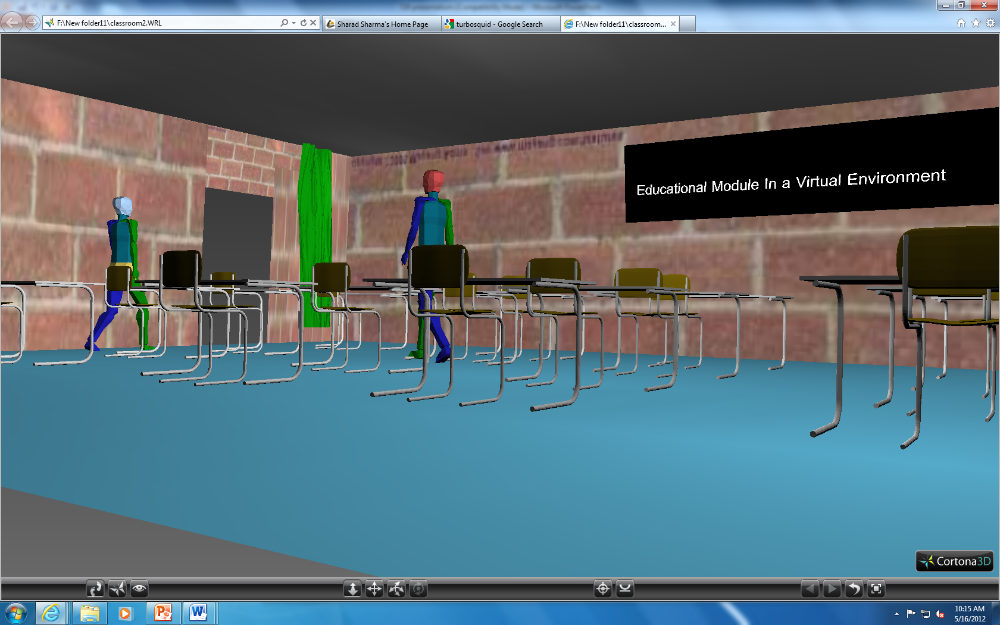 F:\New folder11\classroom2.WRL
Sharad Sharma's Home Page
turbosquid - Google Search
F:\New folder11\classroom...
Educational Module In a Virtual Environment
Cortona3D
10:15 AM
5/16/2012